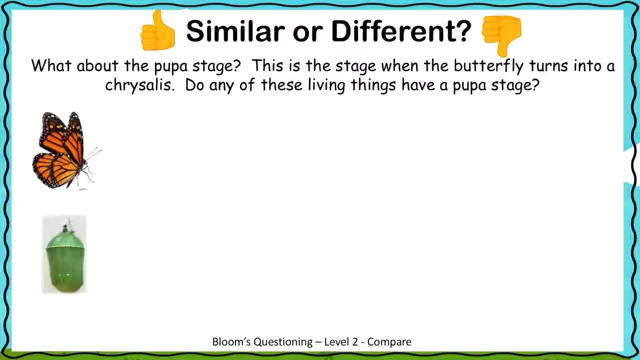 Similar or Different?
What about the pupa stage?  This is the stage when the butterfly turns into a
chrysalis.  Do any of these living things have a pupa stage?
Bloom's Questioning – Level 2 - Compare